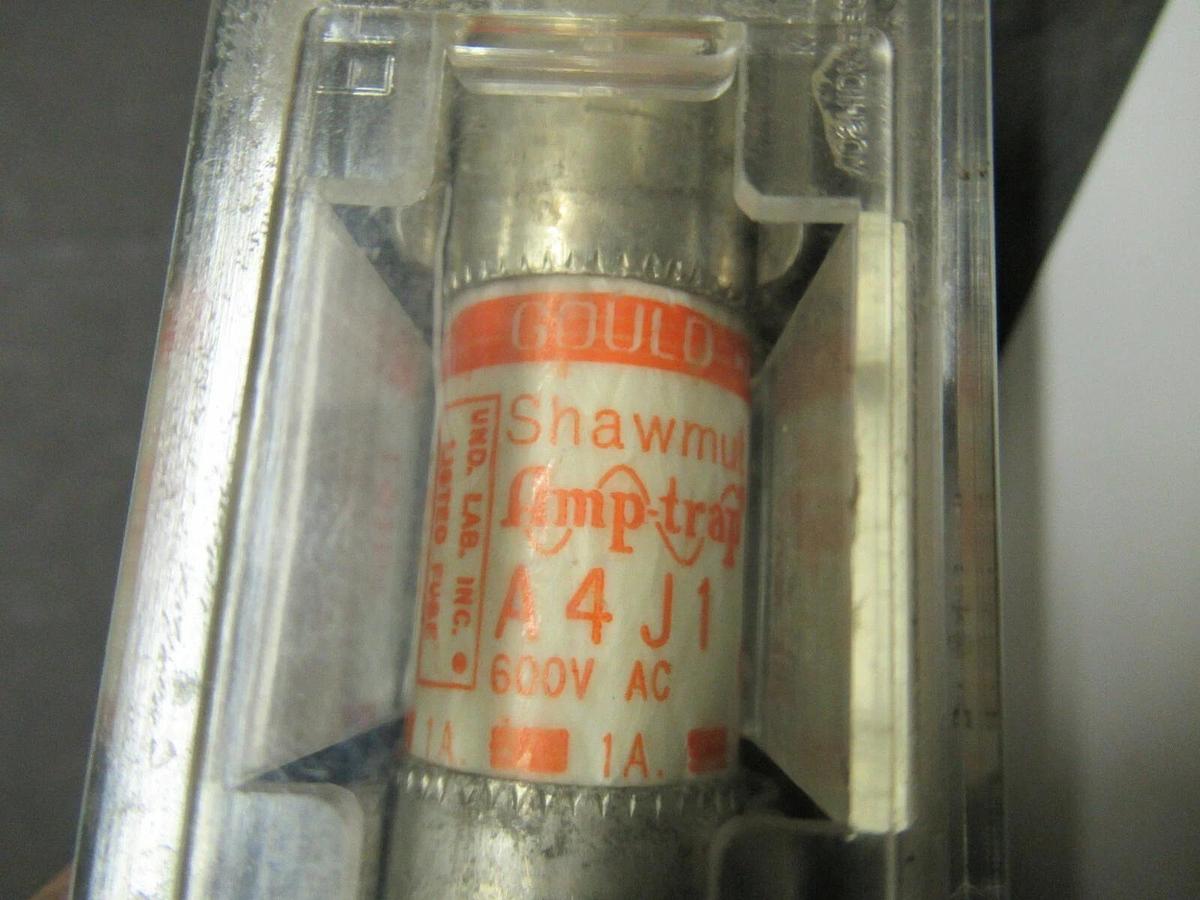 GOULD
Shawmut
Amp-trap
A4J1
600V AC
1A. 1A.
UND. LAB. INC.
LISTED FUSE